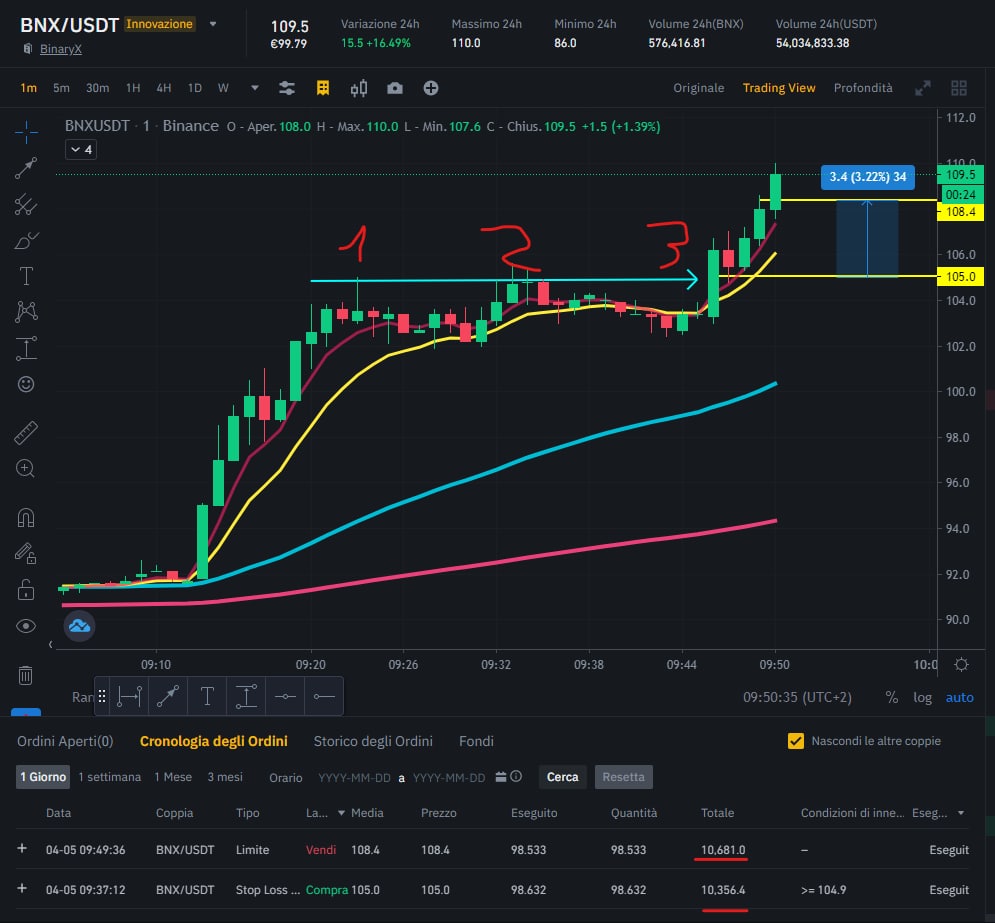 BNX/USDT Innovazione
BinaryX
109.5
€99.79
Variazione 24h
15.5 +16.49%
Massimo 24h
110.0
Minimo 24h
86.0
Volume 24h(BNX)
576,416.81
Volume 24h(USDT)
54,034,833.38
1m 5m 30m 1H 4H 1D W
Originale Trading View Profondità
BNXUSDT · 1 · Binance O - Aper. 108.0 H - Max. 110.0 L - Min. 107.6 C - Chius. 109.5 +1.5 (+1.39%)
4
1
2
3
3.4 (3.22%) 34
112.0
110.0
109.5
00:24
108.4
106.0
105.0
104.0
102.0
100.0
98.0
96.0
94.0
92.0
90.0
09:10 09:20 09:26 09:32 09:38 09:44 09:50 10:0
Ran
09:50:35 (UTC+2) % log auto
Ordini Aperti(0) Cronologia degli Ordini Storico degli Ordini Fondi
Nascondi le altre coppie
1 Giorno 1 settimana 1 Mese 3 mesi Orario YYYY-MM-DD a YYYY-MM-DD Cerca Resetta
Data Coppia Tipo La... Media Prezzo Eseguito Quantità Totale Condizioni di inne... Eseg...
+ 04-05 09:49:36 BNX/USDT Limite Vendi 108.4 108.4 98.533 98.533 10,681.0 – Eseguit
+ 04-05 09:37:12 BNX/USDT Stop Loss ... Compra 105.0 105.0 98.632 98.632 10,356.4 >= 104.9 Eseguit